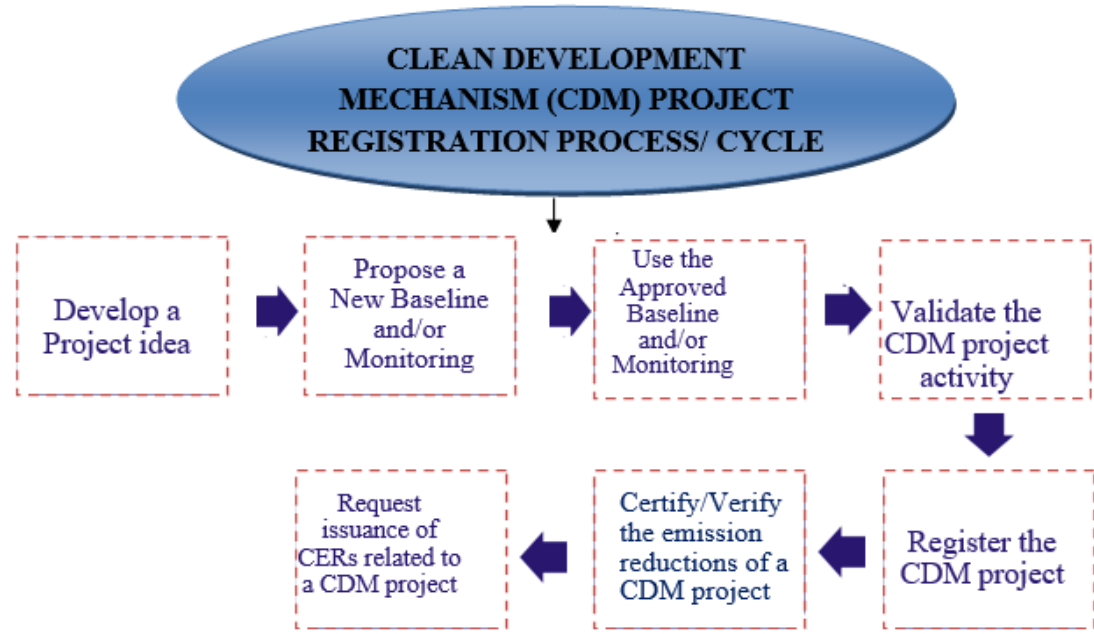 CLEAN DEVELOPMENT
MECHANISM (CDM) PROJECT
REGISTRATION PROCESS/ CYCLE
Develop a
Project idea
Propose a
New Baseline
and/or
Monitoring
Use the
Approved
Baseline
and/or
Monitoring
Validate the
CDM project
activity
Register the
CDM project
Certify/Verify
the emission
reductions of a
CDM project
Request
issuance of
CERs related to
a CDM project